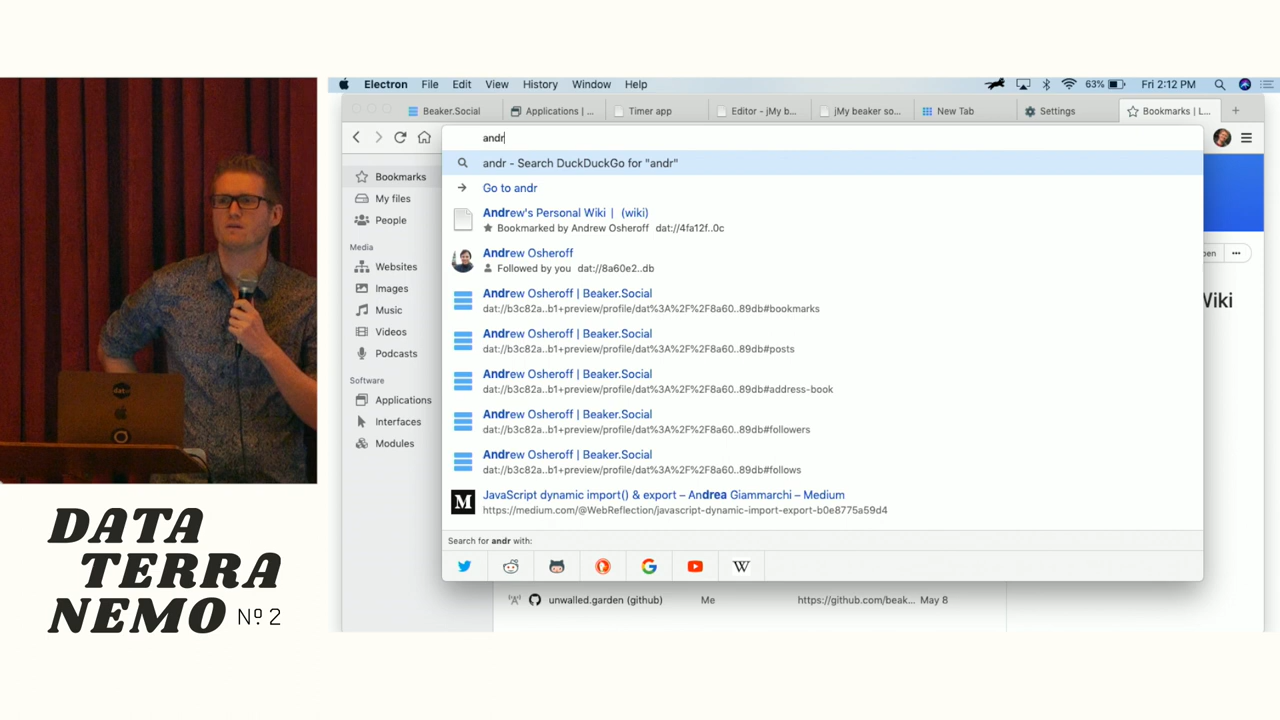 Electron File Edit View History Window Help 63% Fri 2:12 PM
Beaker.Social Applications | ... Timer app Editor - jMy b... jMy beaker so... New Tab Settings Bookmarks | L...
andr
andr - Search DuckDuckGo for "andr"
Go to andr
Andrew's Personal Wiki | (wiki)
Bookmarked by Andrew Osheroff dat://4fa12f..0c
Andrew Osheroff
Followed by you dat://8a60e2..db
Andrew Osheroff | Beaker.Social
dat://b3c82a..b1+preview/profile/dat%3A%2F%2F8a60..89db#bookmarks
Andrew Osheroff | Beaker.Social
dat://b3c82a..b1+preview/profile/dat%3A%2F%2F8a60..89db#posts
Andrew Osheroff | Beaker.Social
dat://b3c82a..b1+preview/profile/dat%3A%2F%2F8a60..89db#address-book
Andrew Osheroff | Beaker.Social
dat://b3c82a..b1+preview/profile/dat%3A%2F%2F8a60..89db#followers
Andrew Osheroff | Beaker.Social
dat://b3c82a..b1+preview/profile/dat%3A%2F%2F8a60..89db#follows
M
JavaScript dynamic import() & export – Andrea Giammarchi – Medium
https://medium.com/@WebReflection/javascript-dynamic-import-export-b0e8775a59d4
Search for andr with:
W
Bookmarks
My files
People
Media
Websites
Images
Music
Videos
Podcasts
Software
Applications
Interfaces
Modules
pen
Wiki
unwalled.garden (github) Me https://github.com/beak... May 8
DATA
TERRA
NEMO Nº2